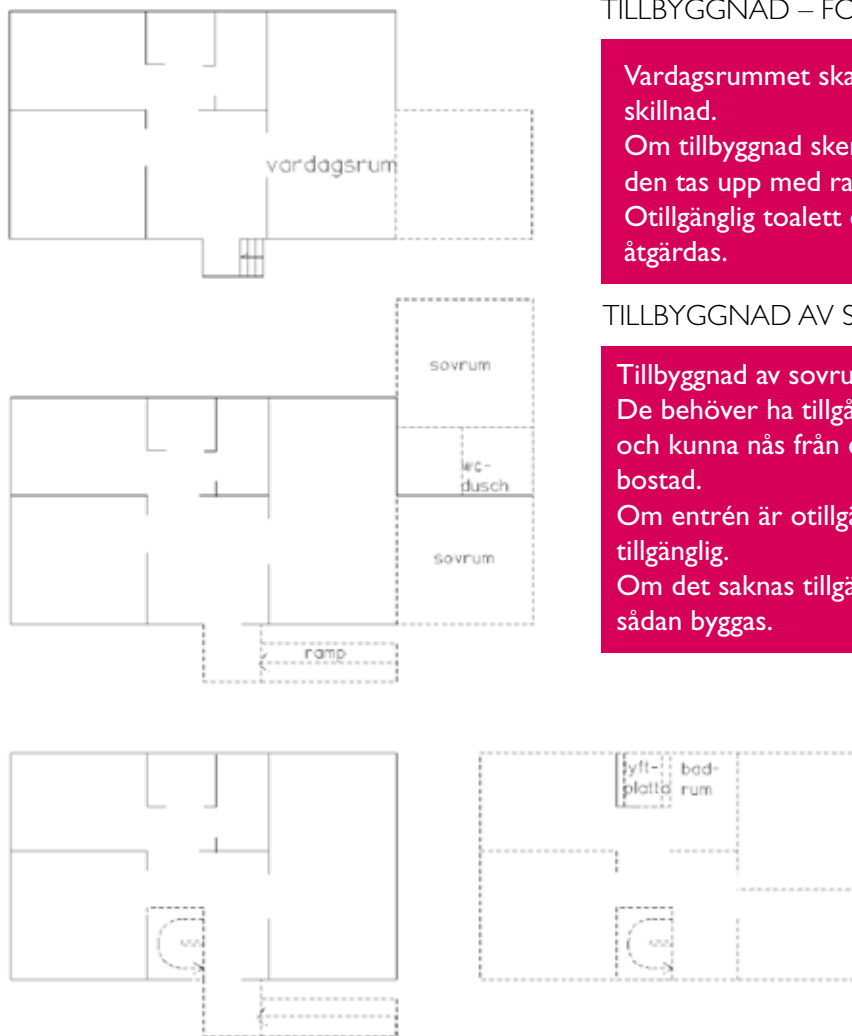 TILLBYGGNAD – FO
Vardagsrummet ska
skillnad.
Om tillbyggnad sker
den tas upp med ra
Otillgänglig toalett
åtgärdas.
vardagsrum
TILLBYGGNAD AV S
Tillbyggnad av sovru
De behöver ha tillgå
och kunna nås från
bostad.
Om entrén är otillgä
tillgänglig.
Om det saknas tillgä
sådan byggas.
sovrum
wc-
dusch
sovrum
ramp
lyft-
platta
bad-
rum